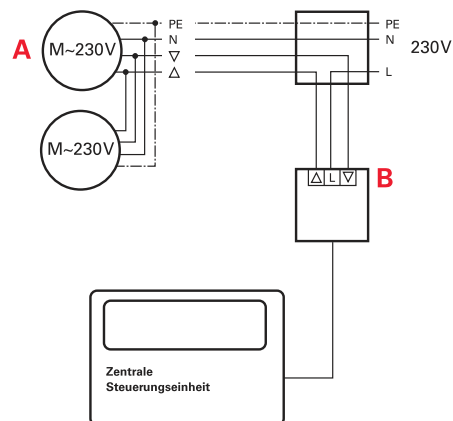 PE PE
A M~230V N N 230V
▽
△ L
M~230V
△ L ▽ B
Zentrale
Steuerungseinheit